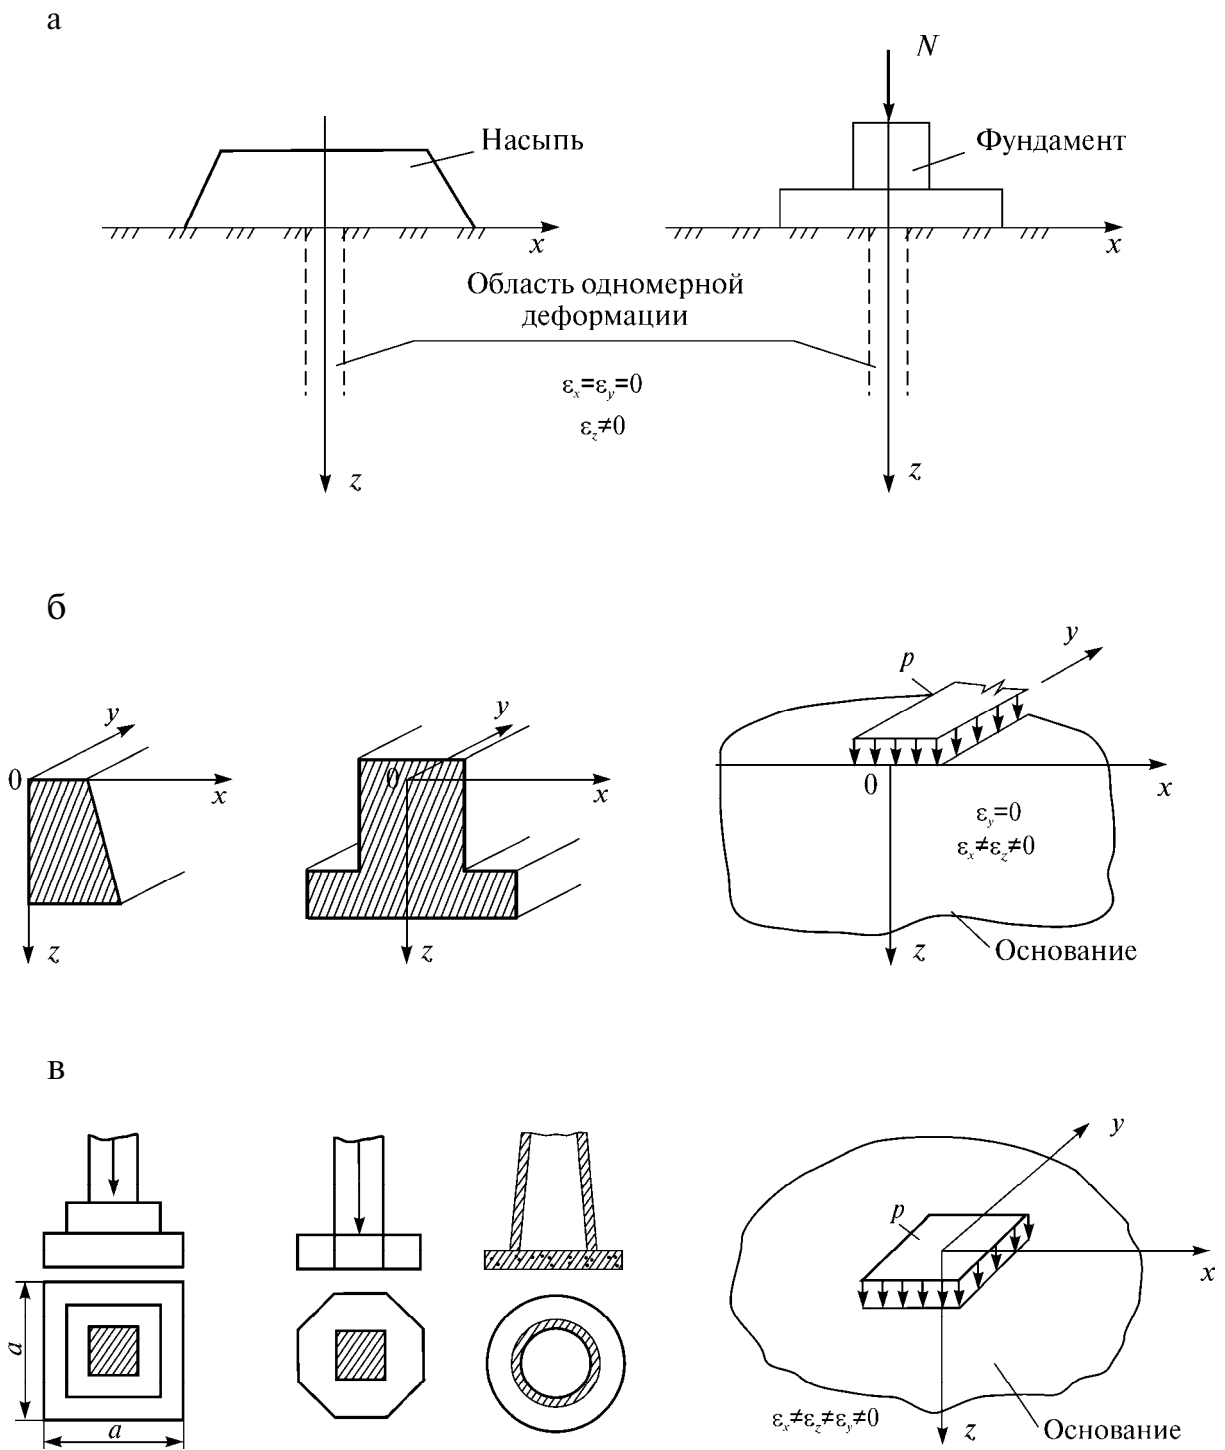 а
N
Насыпь
Фундамент
x
x
Область одномерной
деформации
εx=εy=0
εz≠0
z
z
б
y
p
y
y
0
x
0
x
0
x
εy=0
εx≠εz≠0
z
z
z
Основание
в
y
p
x
a
εx≠εz≠εy≠0
a
z
Основание